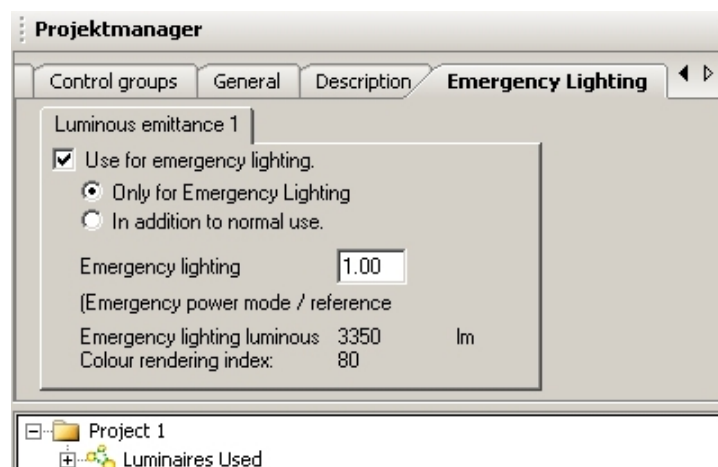 Projektmanager
Control groups General Description Emergency Lighting
Luminous emittance 1
Use for emergency lighting.
Only for Emergency Lighting
In addition to normal use.
Emergency lighting 1.00
(Emergency power mode / reference
Emergency lighting luminous 3350 lm
Colour rendering index: 80
Project 1
Luminaires Used